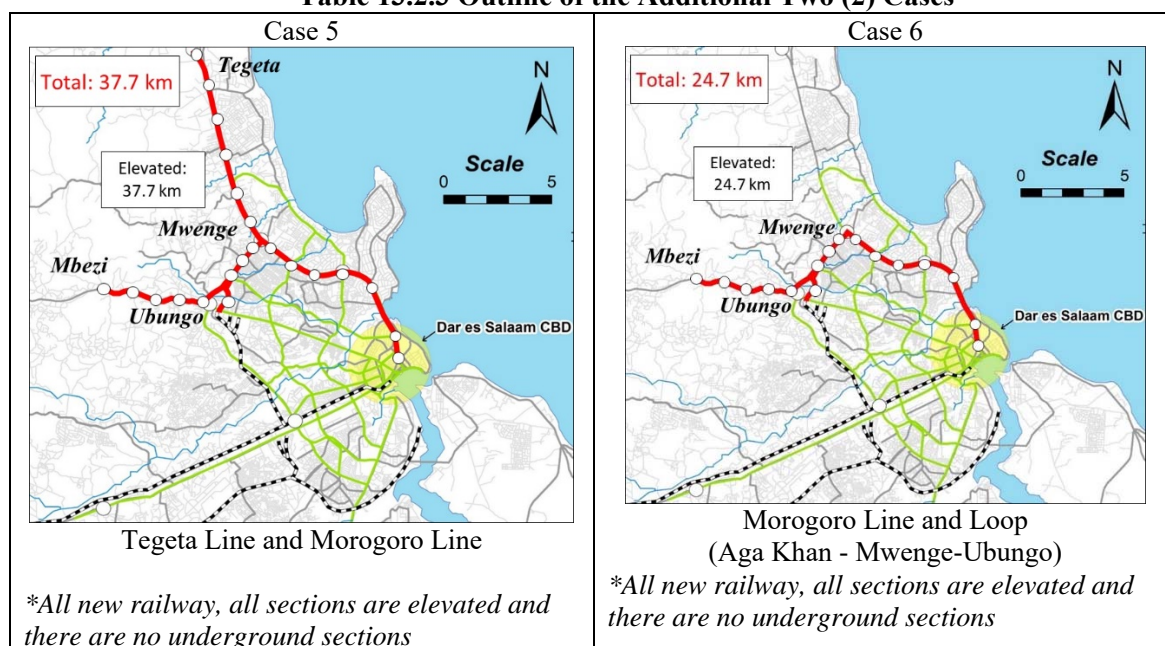 Table 13.2.3 Outline of the Additional Two (2) Cases
Case 5
Total: 37.7 km
Tegeta
N
Elevated:
37.7 km
Scale
0 5
Mwenge
Mbezi
Ubungo
Dar es Salaam CBD
Tegeta Line and Morogoro Line
*All new railway, all sections are elevated and
there are no underground sections
Case 6
Total: 24.7 km
N
Elevated:
24.7 km
Scale
0 5
Mwenge
Mbezi
Ubungo
Dar es Salaam CBD
Morogoro Line and Loop
(Aga Khan - Mwenge-Ubungo)
*All new railway, all sections are elevated and
there are no underground sections